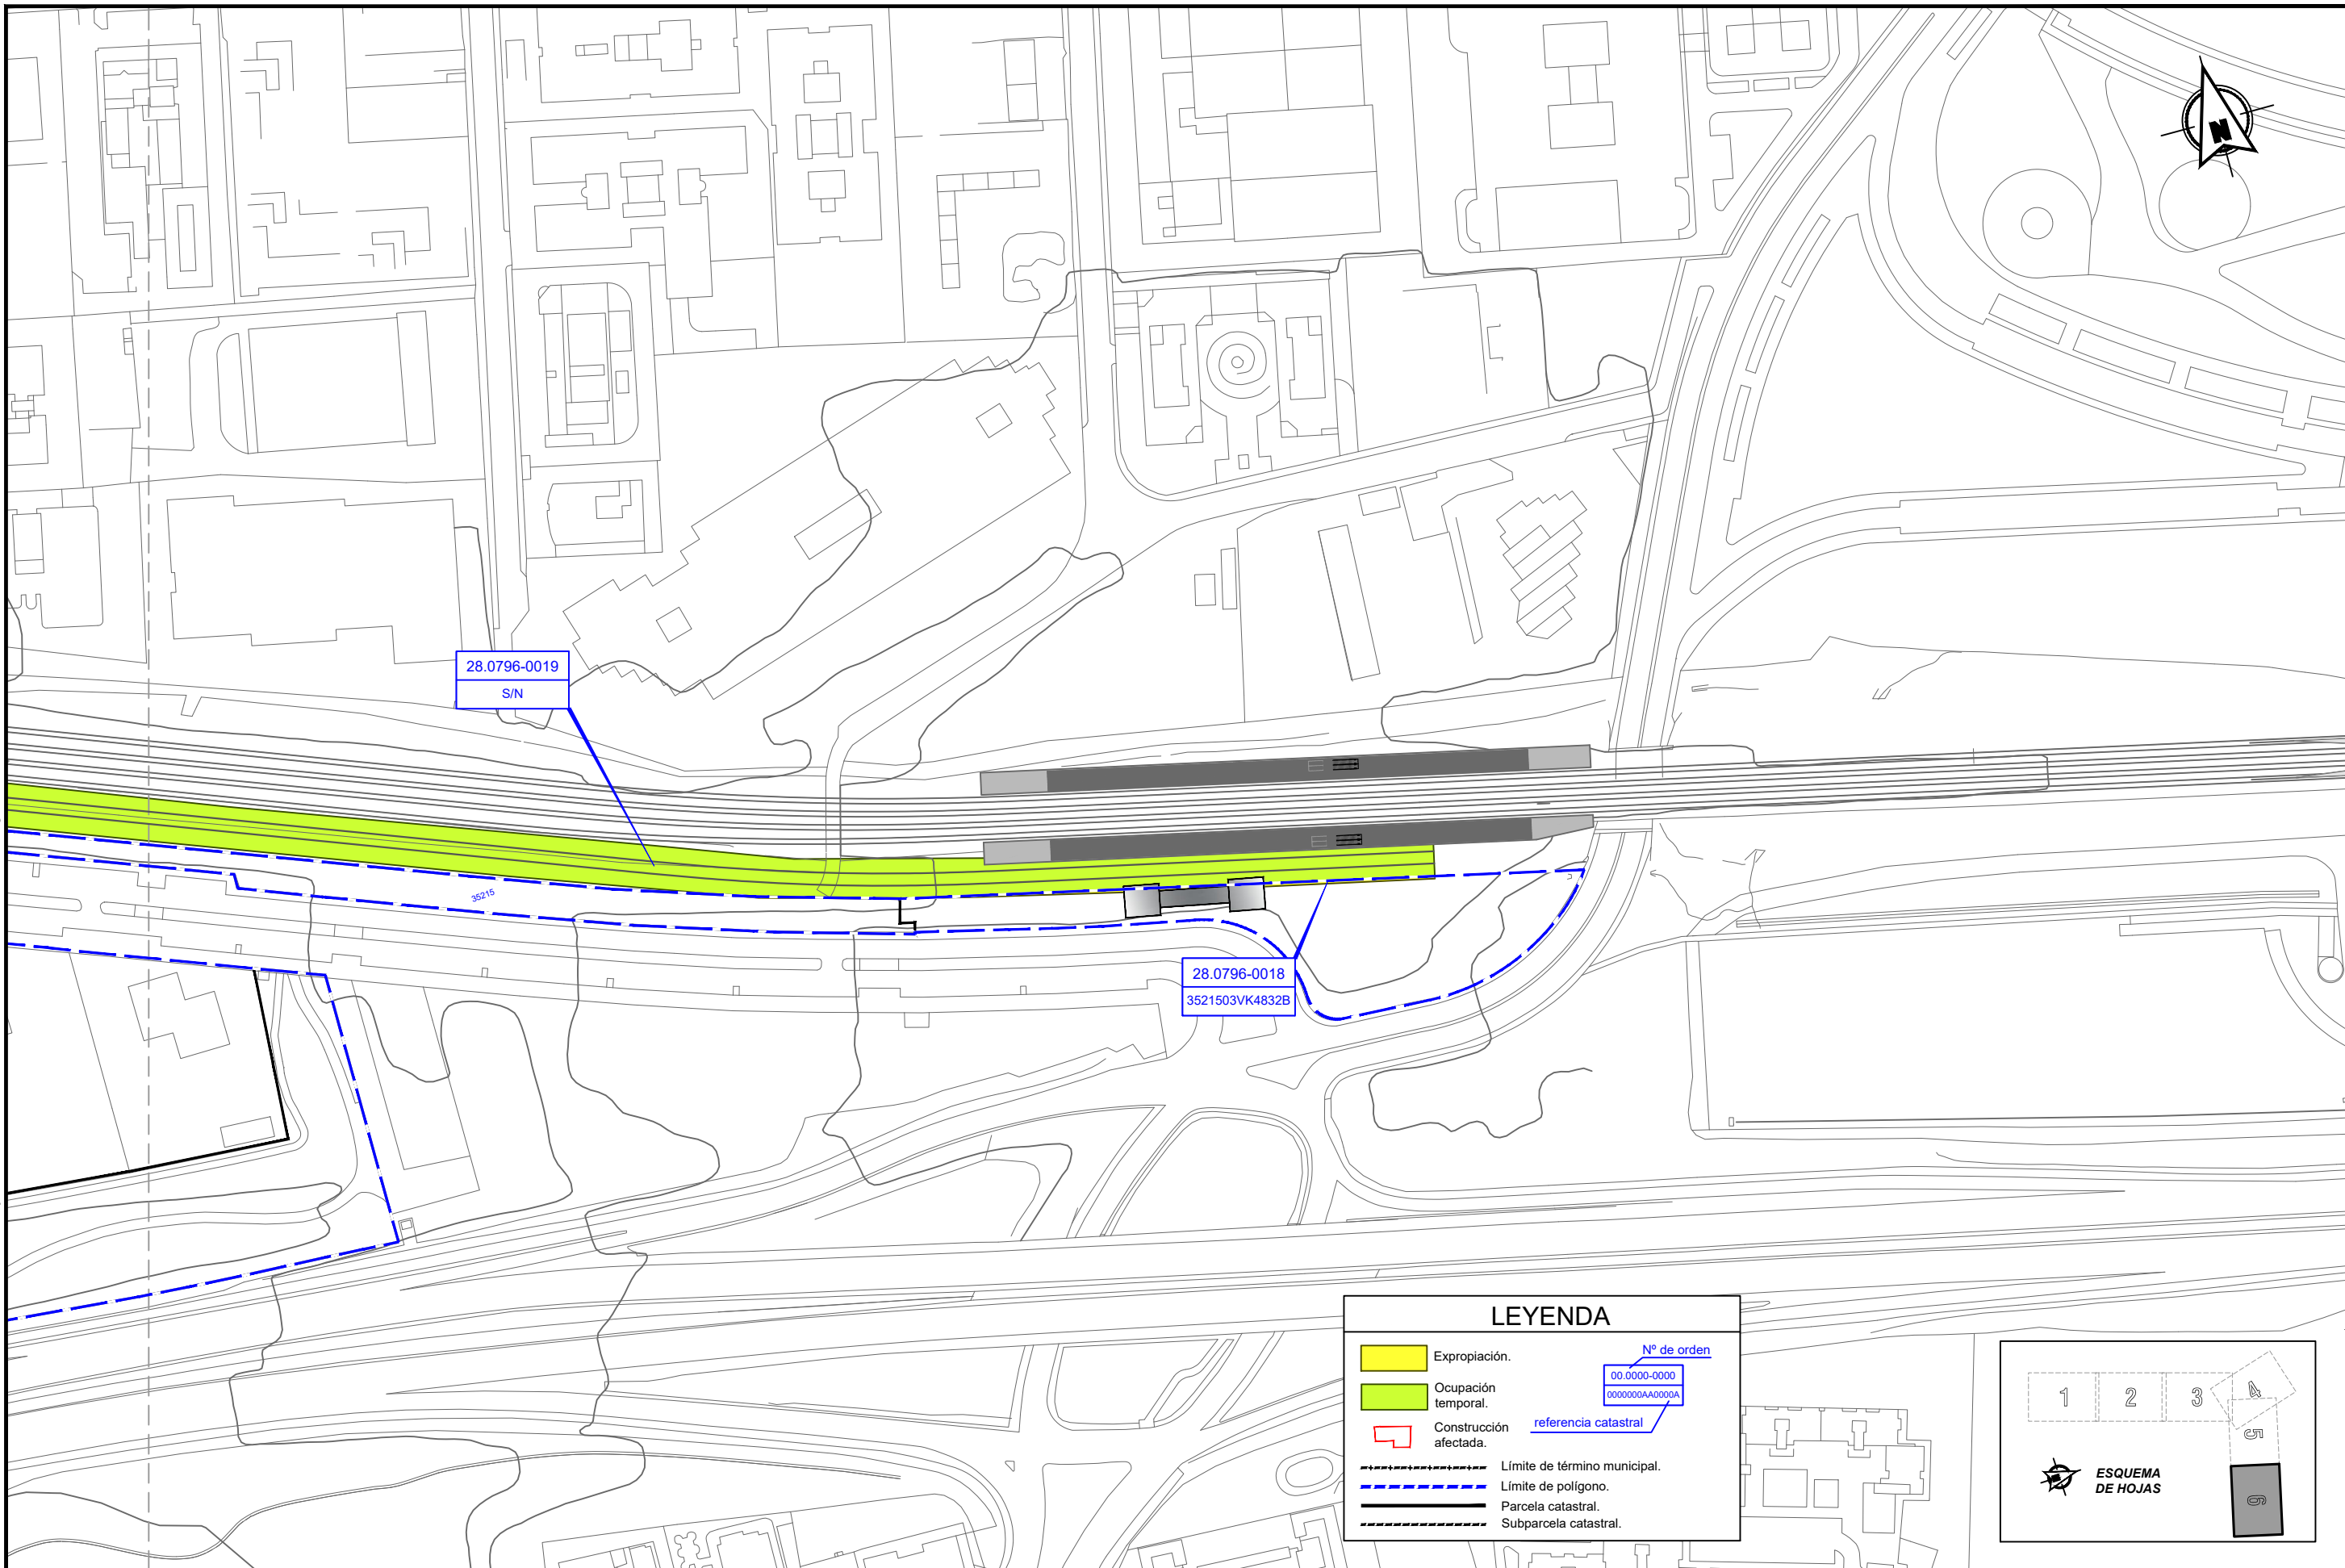 N
28.0796-0019
S/N
35215
28.0796-0018
3521503VK4832B
LEYENDA
Expropiación.
Ocupación
temporal.
Construcción
afectada.
Nº de orden
00.0000-0000
0000000AA0000A
referencia catastral
Límite de término municipal.
Límite de polígono.
Parcela catastral.
Subparcela catastral.
1
2
3
4
5
6
ESQUEMA
DE HOJAS